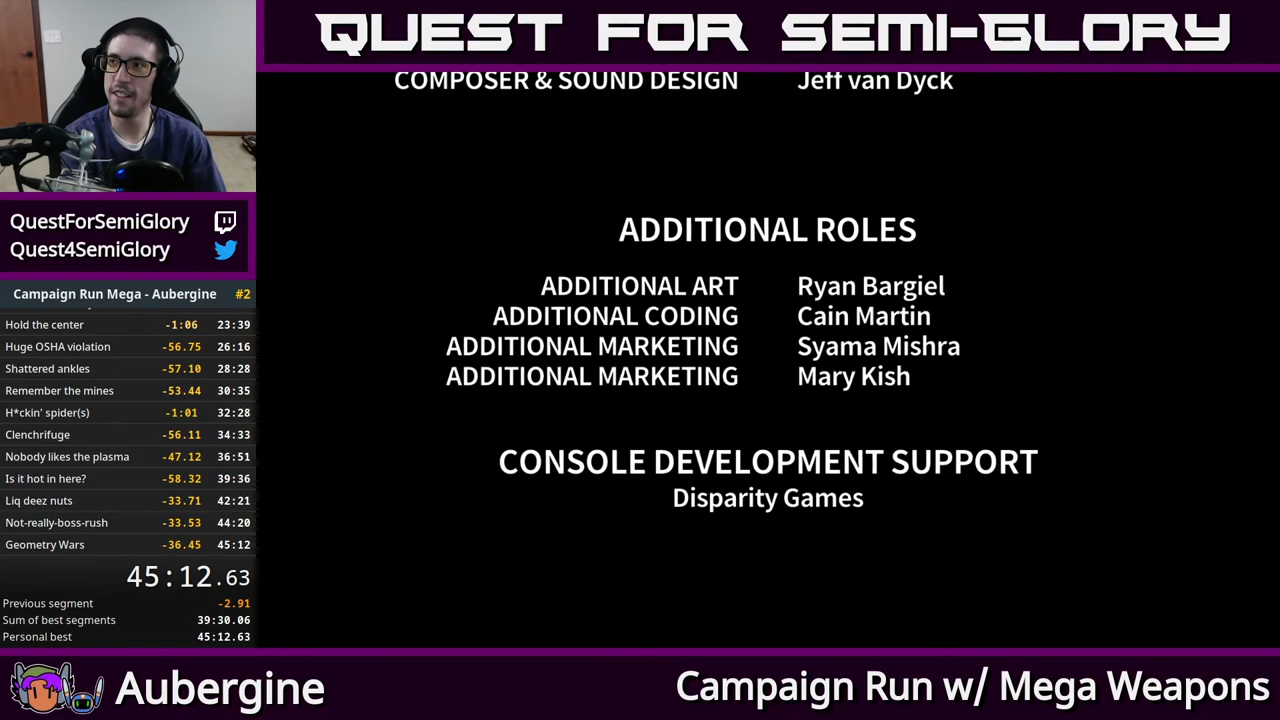 QUEST FOR SEMI-GLORY
QuestForSemiGlory
Quest4SemiGlory
Campaign Run Mega - Aubergine #2
Hold the center -1:06 23:39
Huge OSHA violation -56.75 26:16
Shattered ankles -57.10 28:28
Remember the mines -53.44 30:35
H*ckin' spider(s) -1:01 32:28
Clenchrifuge -56.11 34:33
Nobody likes the plasma -47.12 36:51
Is it hot in here? -58.32 39:36
Liq deez nuts -33.71 42:21
Not-really-boss-rush -33.53 44:20
Geometry Wars -36.45 45:12
45:12.63
Previous segment -2.91
Sum of best segments 39:30.06
Personal best 45:12.63
COMPOSER & SOUND DESIGN Jeff van Dyck
ADDITIONAL ROLES
ADDITIONAL ART Ryan Bargiel
ADDITIONAL CODING Cain Martin
ADDITIONAL MARKETING Syama Mishra
ADDITIONAL MARKETING Mary Kish
CONSOLE DEVELOPMENT SUPPORT
Disparity Games
Aubergine
Campaign Run w/ Mega Weapons